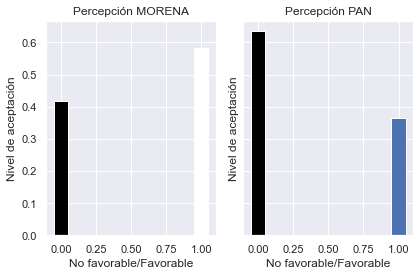 Percepción MORENA
Percepción PAN
Nivel de aceptación
0.6
0.5
0.4
0.3
0.2
0.1
0.0
0.00 0.25 0.50 0.75 1.00
No favorable/Favorable
Nivel de aceptación
0.00 0.25 0.50 0.75 1.00
No favorable/Favorable